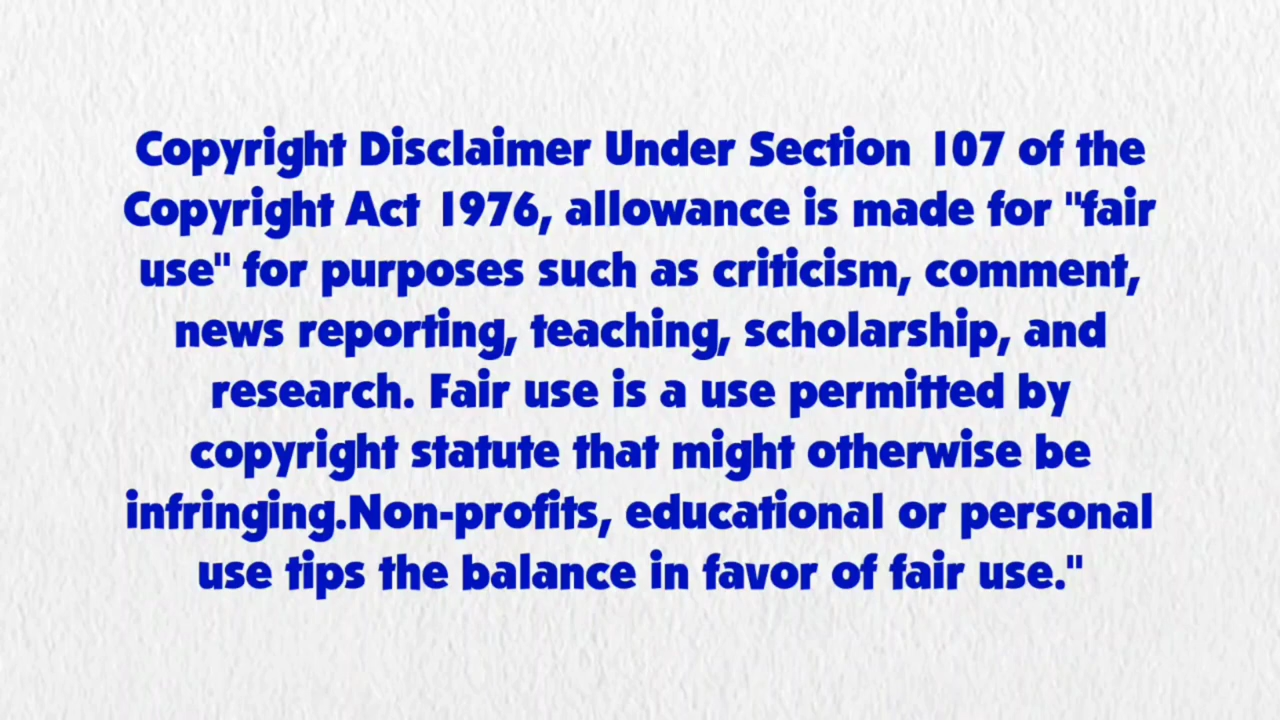 Copyright Disclaimer Under Section 107 of the
Copyright Act 1976, allowance is made for "fair
use" for purposes such as criticism, comment,
news reporting, teaching, scholarship, and
research. Fair use is a use permitted by
copyright statute that might otherwise be
infringing.Non-profits, educational or personal
use tips the balance in favor of fair use."